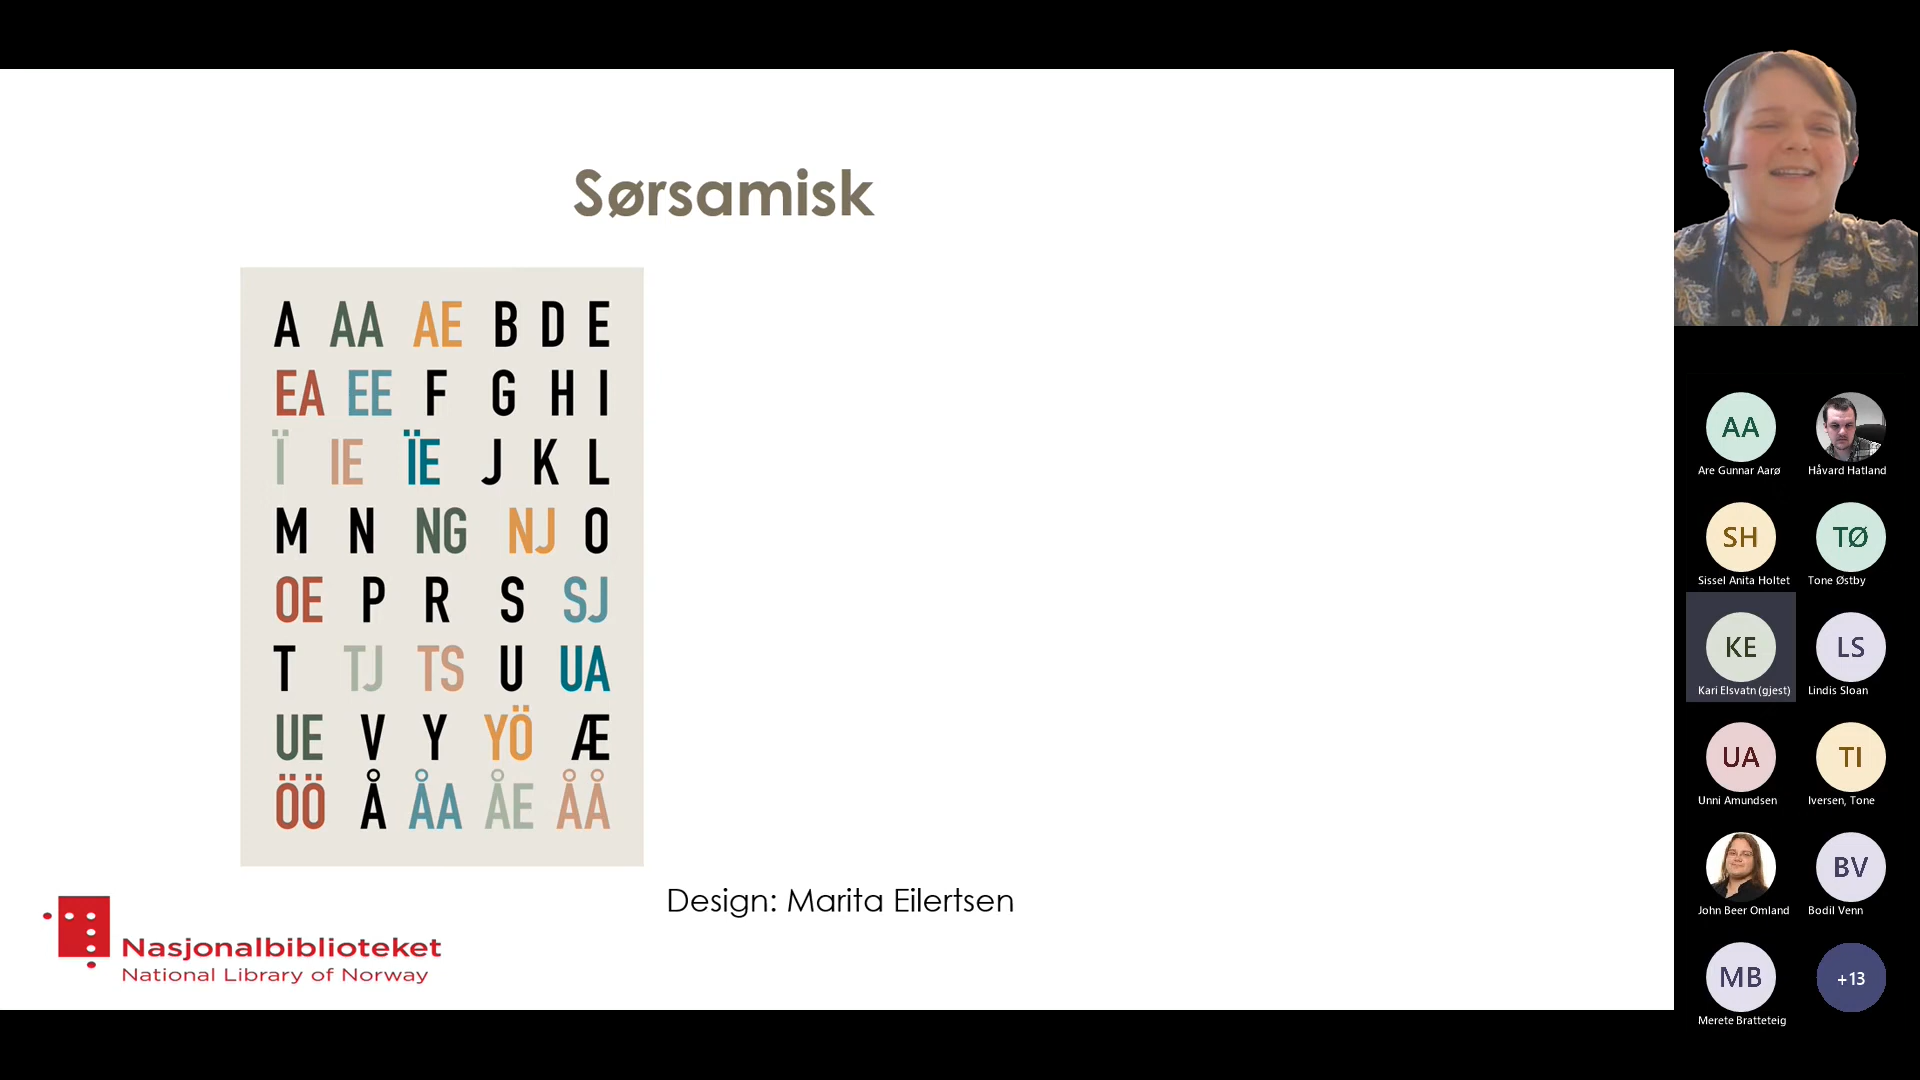 Sørsamisk
A AA AE B D E
EA EE F G H I
Ï IE ÏE J K L
M N NG NJ O
OE P R S SJ
T TJ TS U UA
UE V Y YÖ Æ
ÖÖ Å ÅA ÅE ÅÅ
Design: Marita Eilertsen
Nasjonalbiblioteket
National Library of Norway
AA
Are Gunnar Aarø
Håvard Hatland
SH
Sissel Anita Holtet
TØ
Tone Østby
KE
Kari Elsvatn (gjest)
LS
Lindis Sloan
UA
Unni Amundsen
TI
Iversen, Tone
John Beer Omland
BV
Bodil Venn
MB
Merete Bratteteig
+13